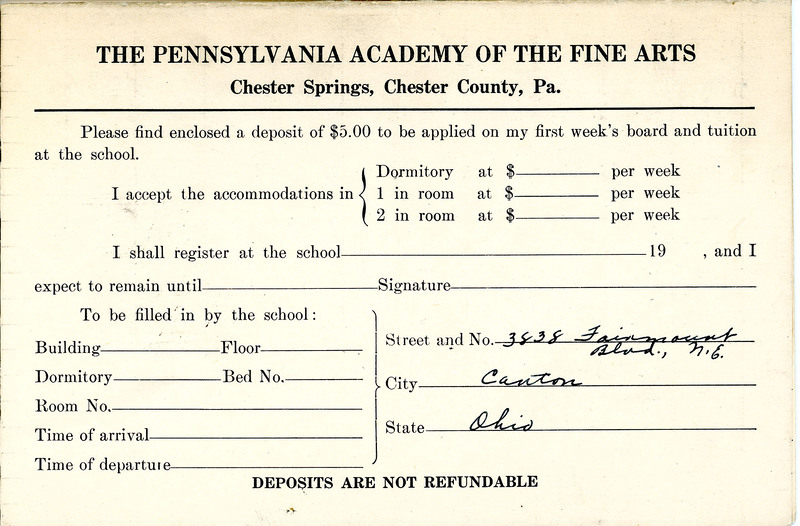 THE PENNSYLVANIA ACADEMY OF THE FINE ARTS
Chester Springs, Chester County, Pa.
Please find enclosed a deposit of $5.00 to be applied on my first week's board and tuition
at the school.
I accept the accommodations in
Dormitory at $ per week
1 in room at $ per week
2 in room at $ per week
I shall register at the school 19 , and I
expect to remain until Signature
To be filled in by the school:
Building Floor
Dormitory Bed No.
Room No.
Time of arrival
Time of departure
Street and No. 3838 Fairmount
Blvd., N.E.
City Canton
State Ohio
DEPOSITS ARE NOT REFUNDABLE